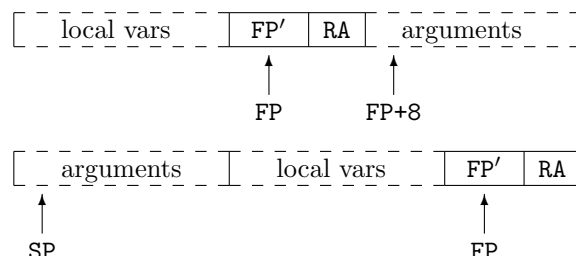 local vars FP′ RA arguments
FP FP+8
arguments local vars FP′ RA
SP FP